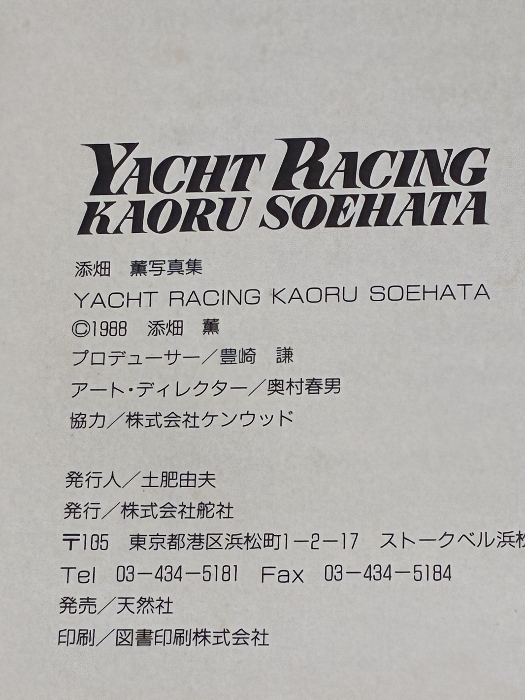 YACHT RACING
KAORU SOEHATA
添畑 薫写真集
YACHT RACING KAORU SOEHATA
©1988 添畑 薫
プロデューサー／豊崎 謙
アート・ディレクター／奥村春男
協力／株式会社ケンウッド
発行人／土肥由夫
発行／株式会社舵社
〒105 東京都港区浜松町1-2-17 ストークベル浜松
Tel 03-434-5181 Fax 03-434-5184
発売／天然社
印刷／図書印刷株式会社